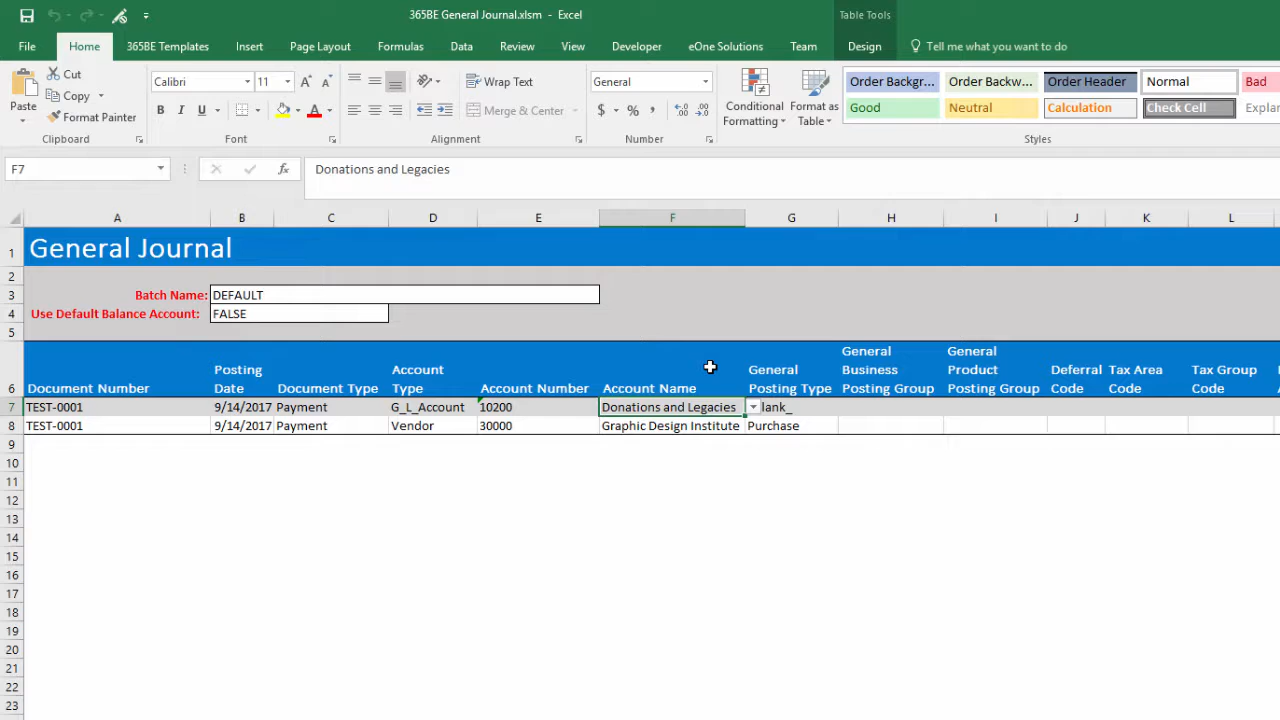 365BE General Journal.xlsm - Excel
Table Tools
File Home 365BE Templates Insert Page Layout Formulas Data Review View Developer eOne Solutions Team Design Tell me what you want to do
Paste
Cut
Copy
Format Painter
Clipboard
Calibri 11
B I U
Font
Wrap Text
Merge & Center
Alignment
General
$ % ,
Number
Conditional
Formatting
Format as
Table
Order Backgr... Order Backw... Order Header Normal Bad
Good Neutral Calculation Check Cell Explan
Styles
F7 fx Donations and Legacies
A B C D E F G H I J K L
1 General Journal
2
3 Batch Name: DEFAULT
4 Use Default Balance Account: FALSE
5
General General
Posting Account General Business Product Deferral Tax Area Tax Group
6 Document Number Date Document Type Type Account Number Account Name Posting Type Posting Group Posting Group Code Code Code
7 TEST-0001 9/14/2017 Payment G_L_Account 10200 Donations and Legacies lank_
8 TEST-0001 9/14/2017 Payment Vendor 30000 Graphic Design Institute Purchase
9
10
11
12
13
14
15
16
17
18
19
20
21
22
23